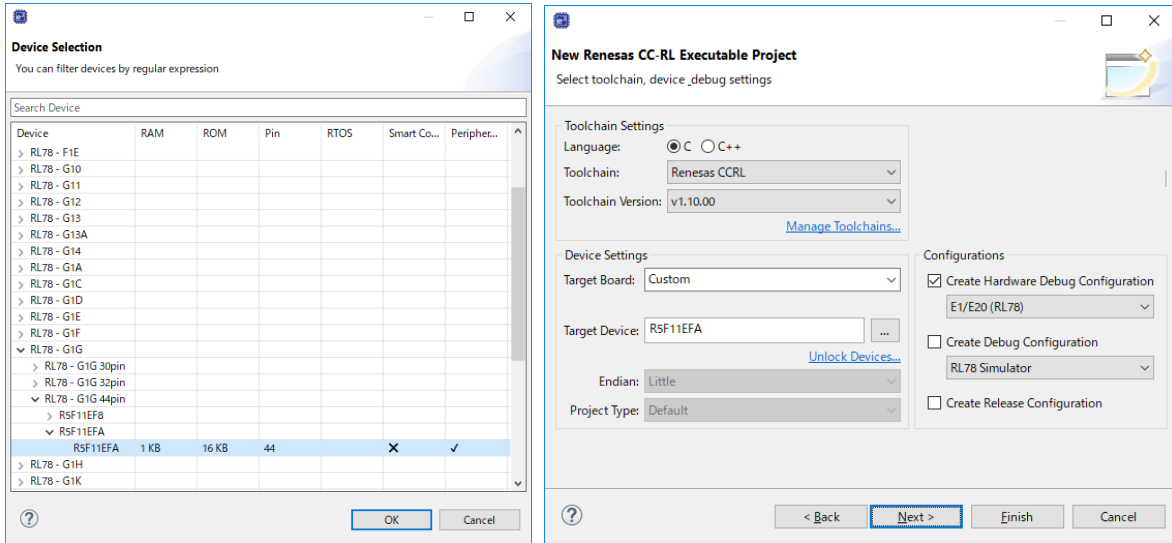 Device Selection
You can filter devices by regular expression
Search Device
Device RAM ROM Pin RTOS Smart Co... Peripher...
RL78 - F1E
RL78 - G10
RL78 - G11
RL78 - G12
RL78 - G13
RL78 - G13A
RL78 - G14
RL78 - G1A
RL78 - G1C
RL78 - G1D
RL78 - G1E
RL78 - G1F
RL78 - G1G
RL78 - G1G 30pin
RL78 - G1G 32pin
RL78 - G1G 44pin
R5F11EF8
R5F11EFA
R5F11EFA 1 KB 16 KB 44
RL78 - G1H
RL78 - G1K
OK Cancel
New Renesas CC-RL Executable Project
Select toolchain, device _debug settings
Toolchain Settings
Language: C C++
Toolchain: Renesas CCRL
Toolchain Version: v1.10.00
Manage Toolchains...
Device Settings
Target Board: Custom
Target Device: R5F11EFA ...
Unlock Devices...
Endian: Little
Project Type: Default
Configurations
Create Hardware Debug Configuration
E1/E20 (RL78)
Create Debug Configuration
RL78 Simulator
Create Release Configuration
< Back Next > Finish Cancel